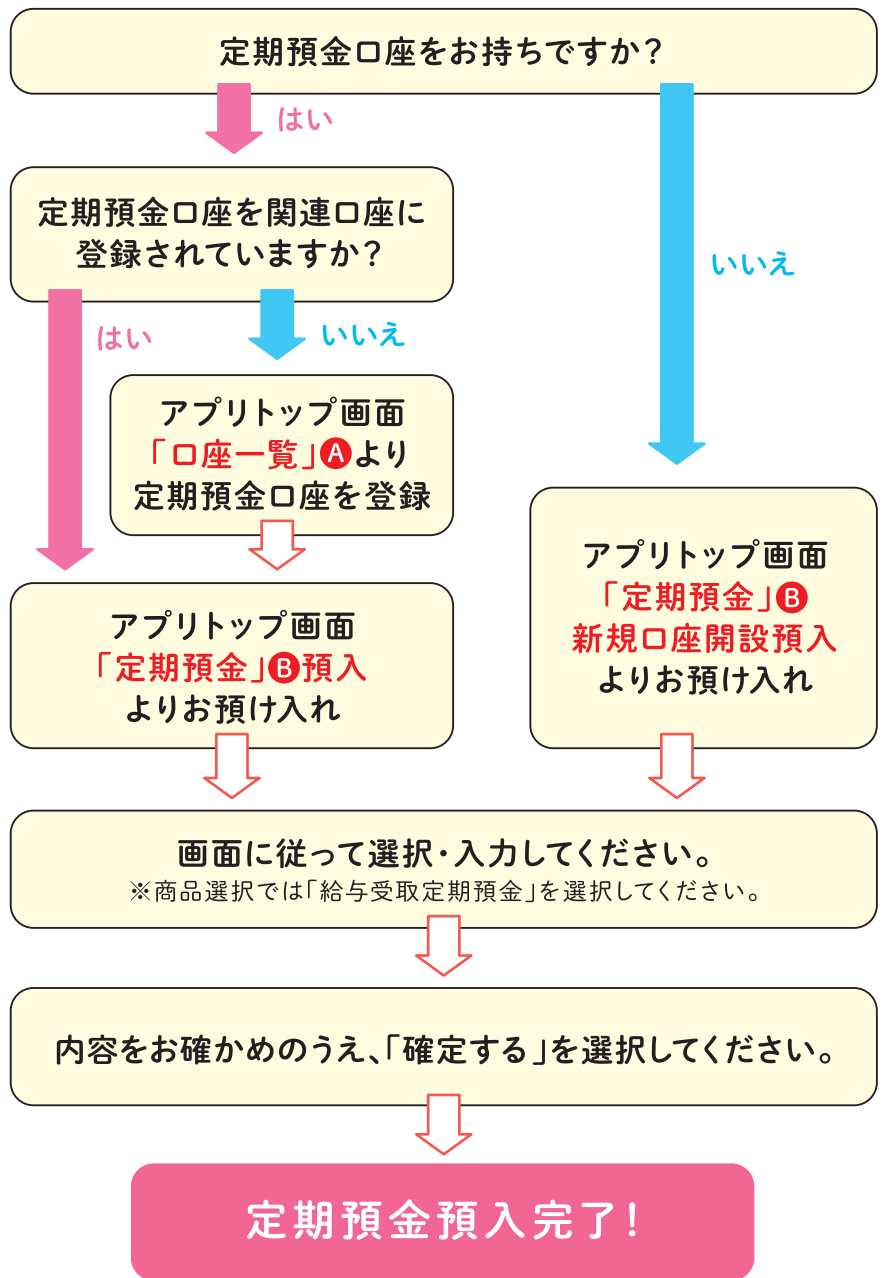 定期預金口座をお持ちですか？
はい
定期預金口座を関連口座に
登録されていますか？
いいえ
はい
いいえ
アプリトップ画面
「口座一覧」Aより
定期預金口座を登録
アプリトップ画面
「定期預金」B
新規口座開設預入
よりお預け入れ
アプリトップ画面
「定期預金」B預入
よりお預け入れ
画面に従って選択・入力してください。
※商品選択では「給与受取定期預金」を選択してください。
内容をお確かめのうえ、「確定する」を選択してください。
定期預金預入完了！